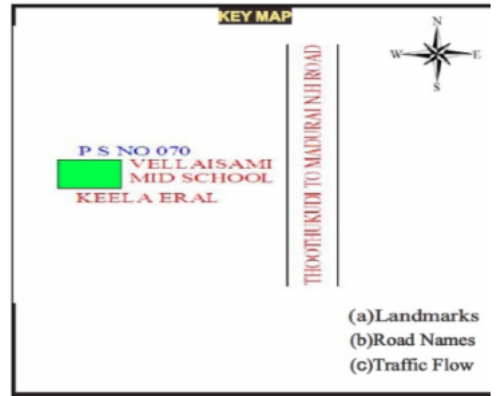 KEY MAP
N
W E
S
THOOTHUKUDI TO MADURAI N.H ROAD
P S NO 070
VELLAISAMI
MID SCHOOL
KEELA ERAL
(a)Landmarks
(b)Road Names
(c)Traffic Flow